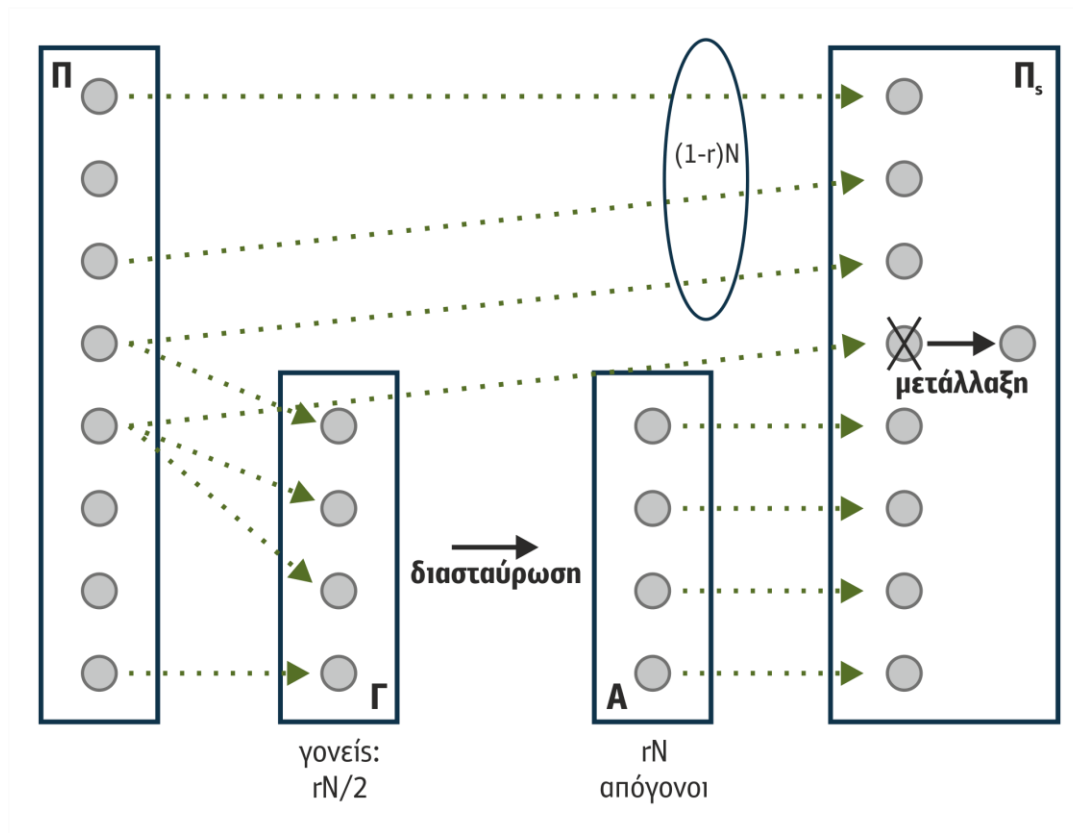 Π
Πs
(1-r)N
μετάλλαξη
διασταύρωση
Γ
Α
γονείς:
rN/2
rN
απόγονοι